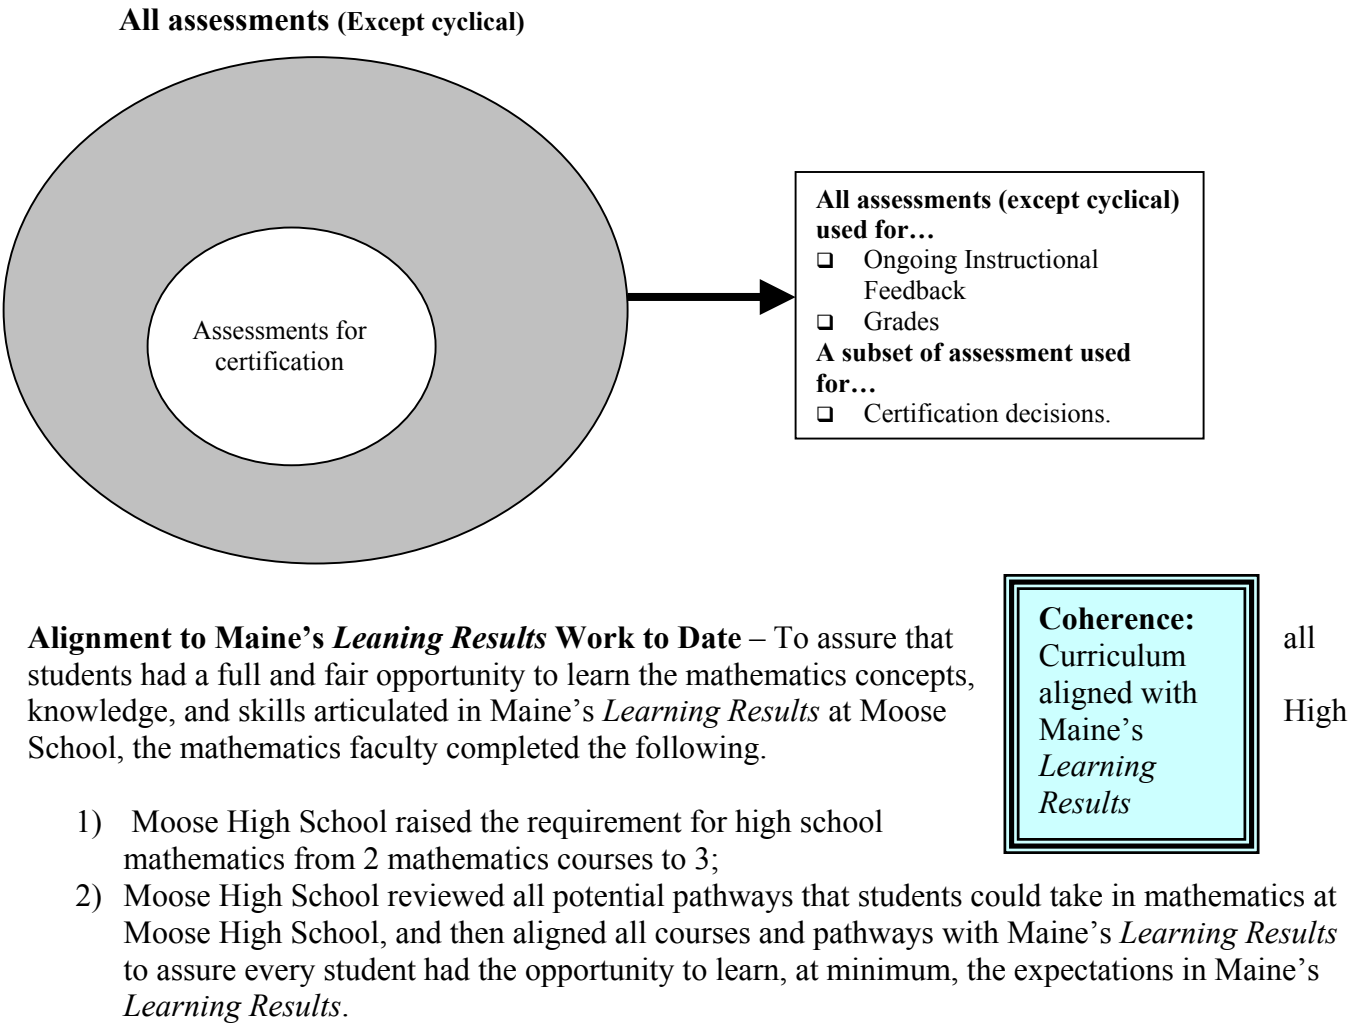 All assessments (Except cyclical)
Assessments for
certification
All assessments (except cyclical)
used for…
❑ Ongoing Instructional
Feedback
❑ Grades
A subset of assessment used
for…
❑ Certification decisions.
Alignment to Maine’s Leaning Results Work to Date – To assure that all
students had a full and fair opportunity to learn the mathematics concepts,
knowledge, and skills articulated in Maine’s Learning Results at Moose High
School, the mathematics faculty completed the following.
Coherence:
Curriculum
aligned with
Maine’s
Learning
Results
1) Moose High School raised the requirement for high school
mathematics from 2 mathematics courses to 3;
2) Moose High School reviewed all potential pathways that students could take in mathematics at
Moose High School, and then aligned all courses and pathways with Maine’s Learning Results
to assure every student had the opportunity to learn, at minimum, the expectations in Maine’s
Learning Results.